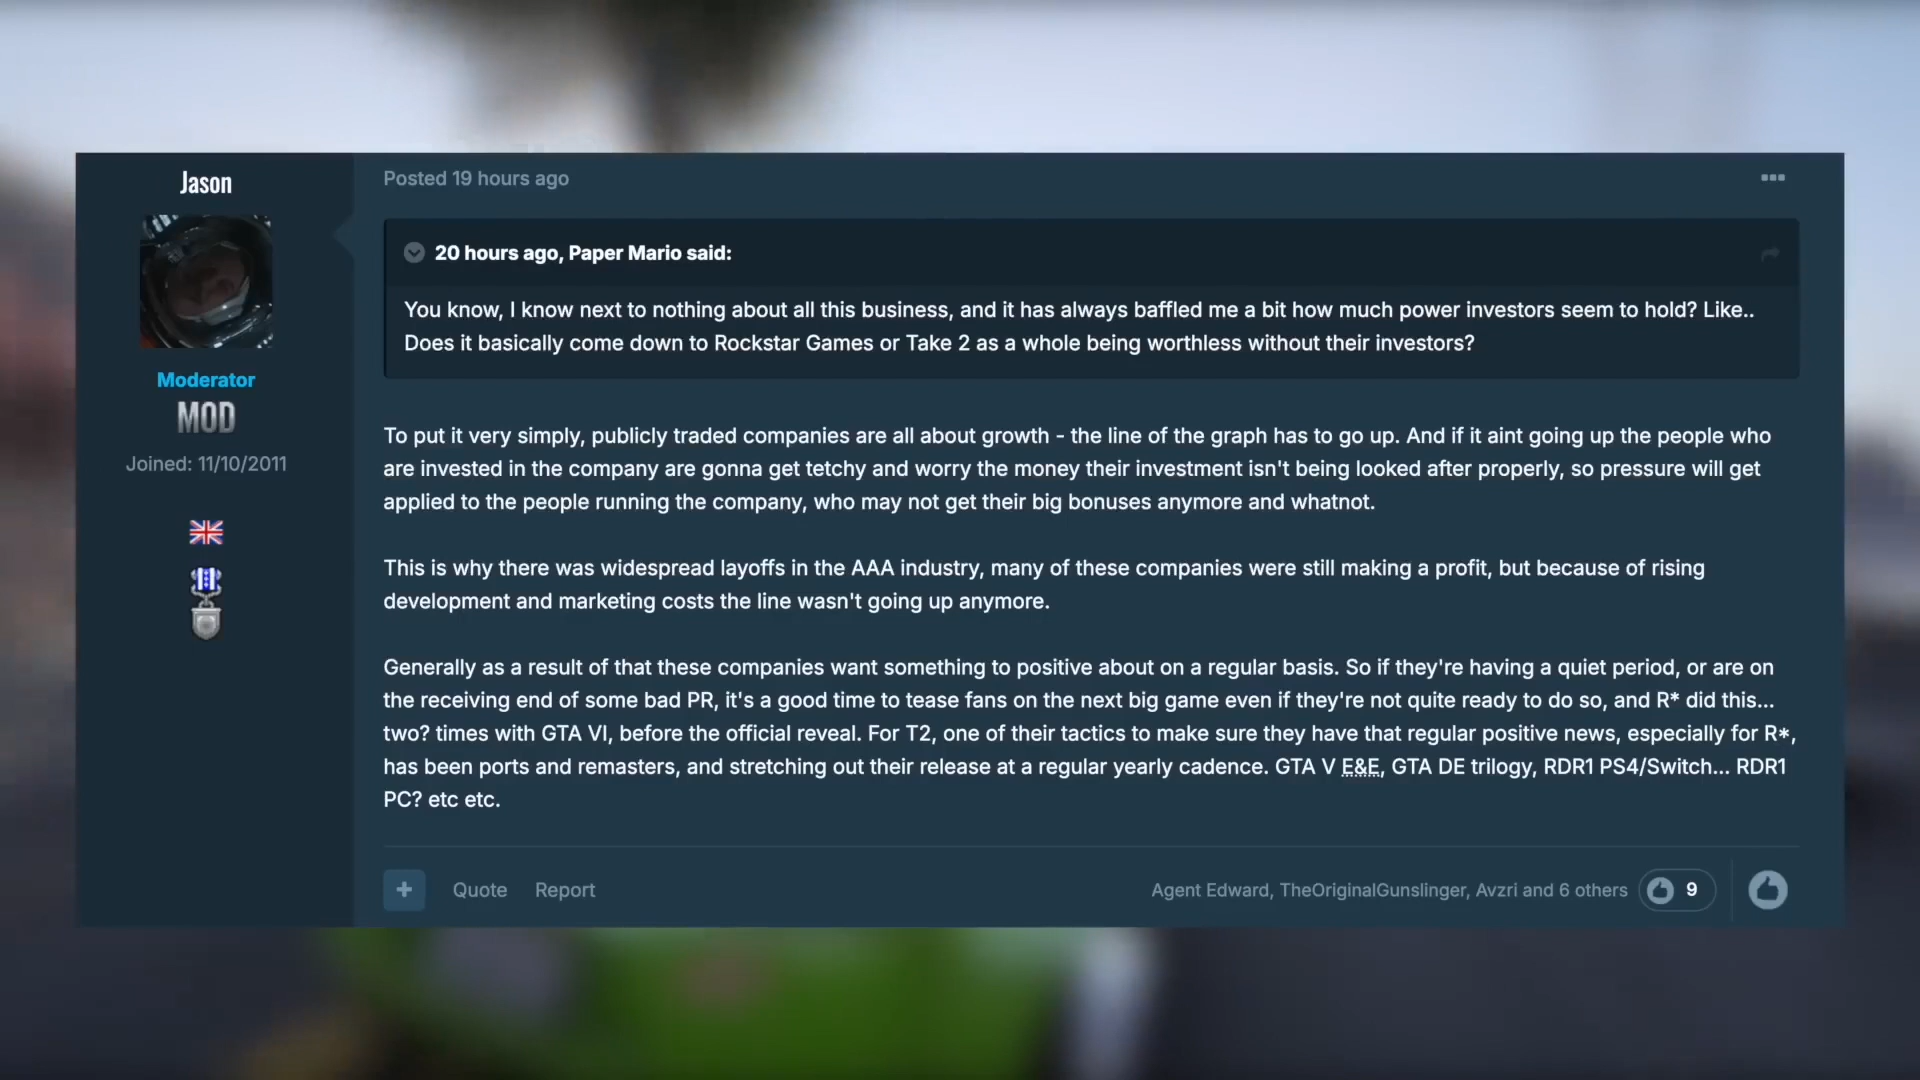 Jason
Moderator
MOD
Joined: 11/10/2011
Posted 19 hours ago
20 hours ago, Paper Mario said:
You know, I know next to nothing about all this business, and it has always baffled me a bit how much power investors seem to hold? Like..
Does it basically come down to Rockstar Games or Take 2 as a whole being worthless without their investors?
To put it very simply, publicly traded companies are all about growth - the line of the graph has to go up. And if it aint going up the people who
are invested in the company are gonna get tetchy and worry the money their investment isn't being looked after properly, so pressure will get
applied to the people running the company, who may not get their big bonuses anymore and whatnot.
This is why there was widespread layoffs in the AAA industry, many of these companies were still making a profit, but because of rising
development and marketing costs the line wasn't going up anymore.
Generally as a result of that these companies want something to positive about on a regular basis. So if they're having a quiet period, or are on
the receiving end of some bad PR, it's a good time to tease fans on the next big game even if they're not quite ready to do so, and R* did this...
two? times with GTA VI, before the official reveal. For T2, one of their tactics to make sure they have that regular positive news, especially for R*,
has been ports and remasters, and stretching out their release at a regular yearly cadence. GTA V E&E, GTA DE trilogy, RDR1 PS4/Switch... RDR1
PC? etc etc.
+ Quote Report
Agent Edward, TheOriginalGunslinger, Avzri and 6 others 9